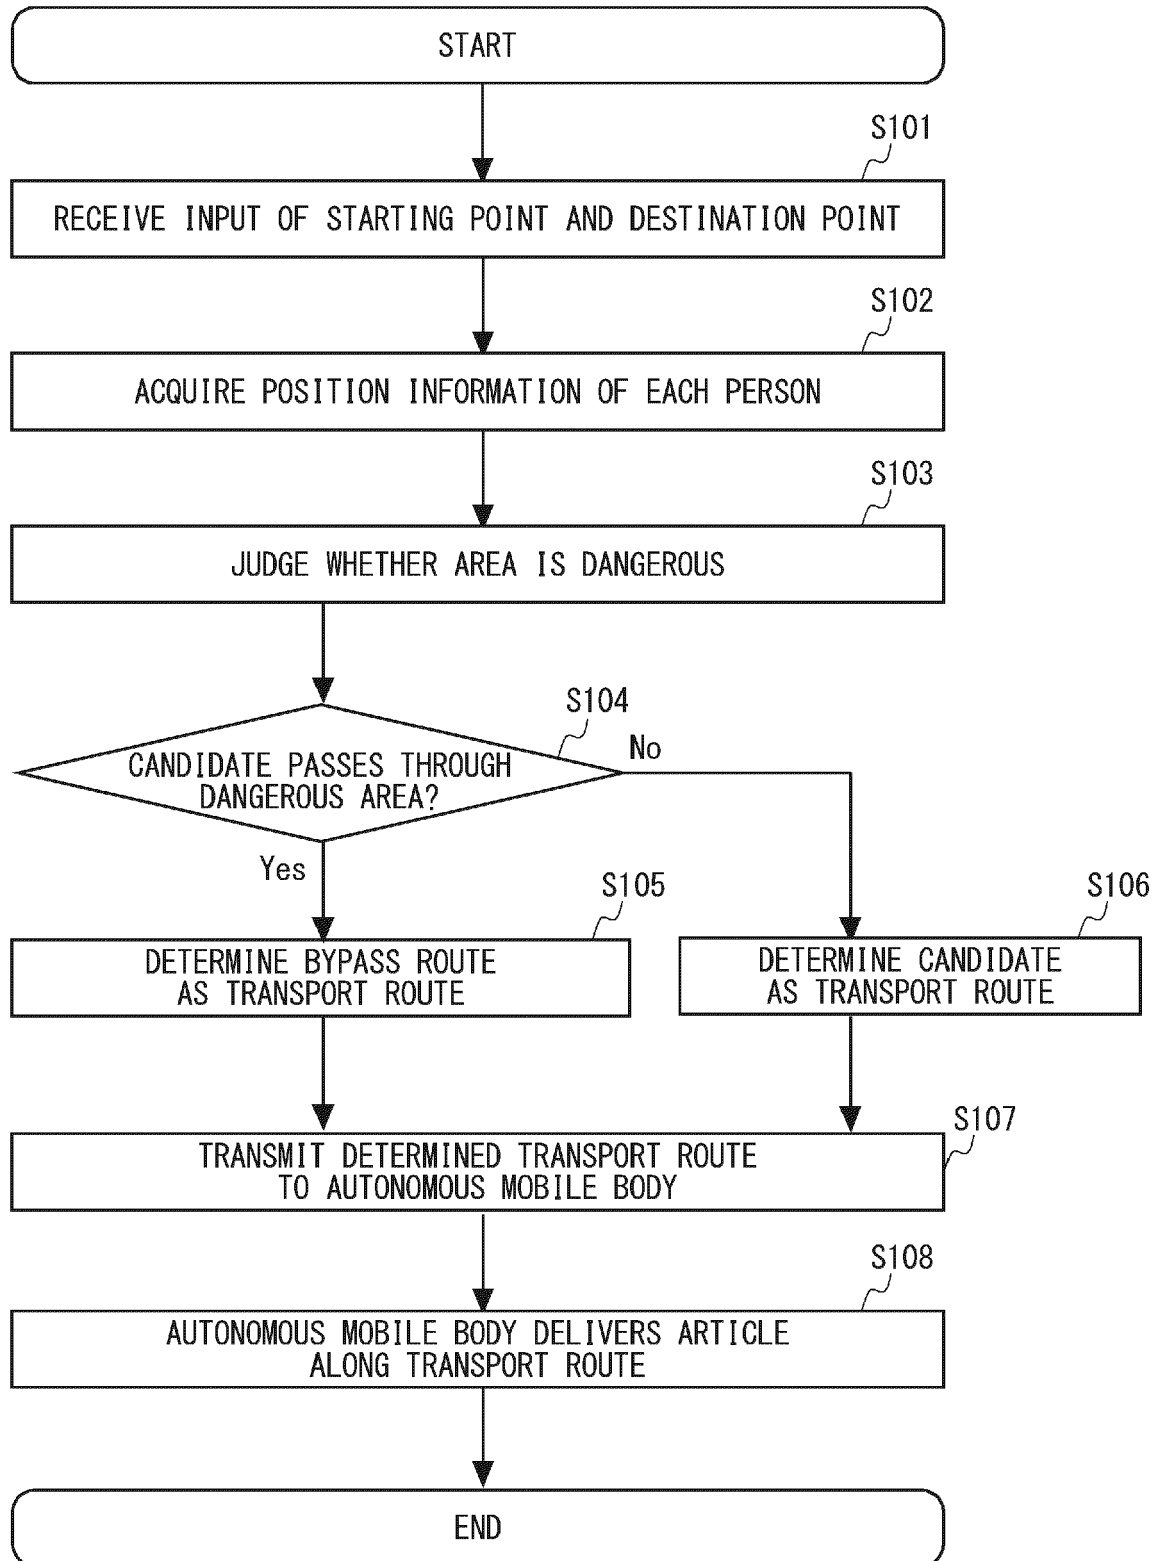 START
S101
RECEIVE INPUT OF STARTING POINT AND DESTINATION POINT
S102
ACQUIRE POSITION INFORMATION OF EACH PERSON
S103
JUDGE WHETHER AREA IS DANGEROUS
S104
CANDIDATE PASSES THROUGH
DANGEROUS AREA?
No
Yes
S105
DETERMINE BYPASS ROUTE
AS TRANSPORT ROUTE
S106
DETERMINE CANDIDATE
AS TRANSPORT ROUTE
S107
TRANSMIT DETERMINED TRANSPORT ROUTE
TO AUTONOMOUS MOBILE BODY
S108
AUTONOMOUS MOBILE BODY DELIVERS ARTICLE
ALONG TRANSPORT ROUTE
END